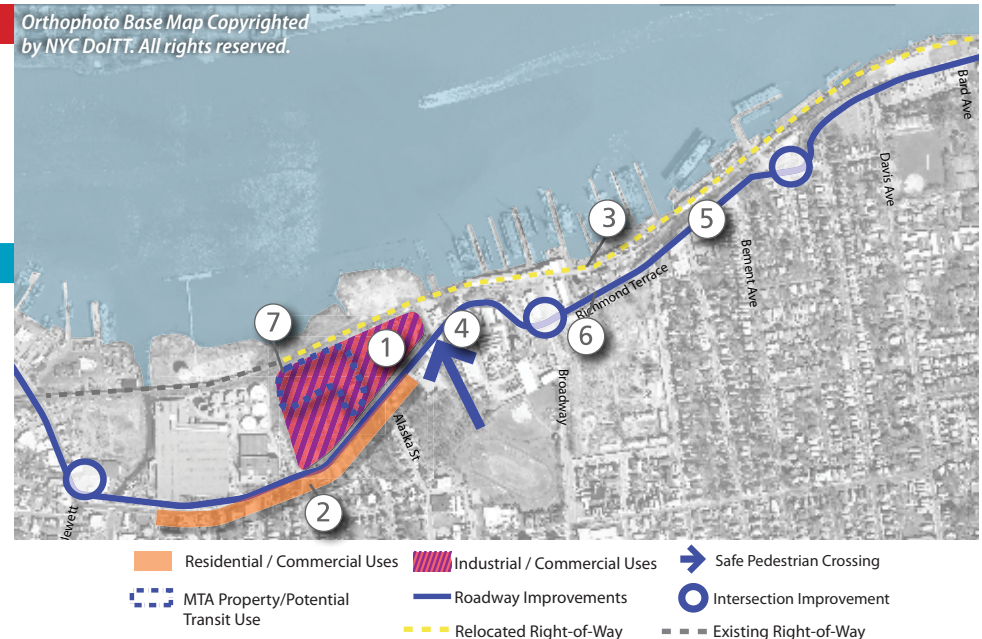 Orthophoto Base Map Copyrighted
by NYC DoITT. All rights reserved.
Bard Ave
Davis Ave
3
5
Bement Ave
Richmond Terrace
7
4
6
1
Broadway
Alaska St
2
Jewett
Residential / Commercial Uses
Industrial / Commercial Uses
Safe Pedestrian Crossing
MTA Property/Potential
Transit Use
Roadway Improvements
Intersection Improvement
Relocated Right-of-Way
Existing Right-of-Way